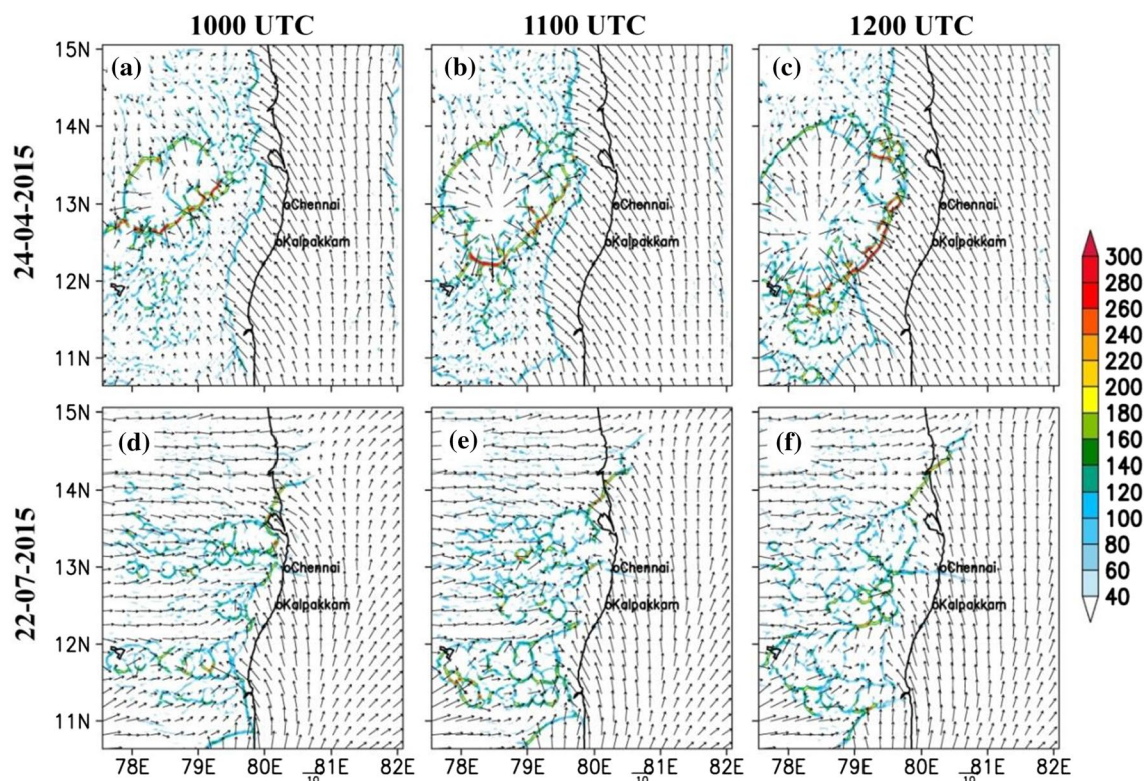 1000 UTC 1100 UTC 1200 UTC
24-04-2015
15N
14N
13N
12N
11N
(a)
Chennai
Kalpakkam
(b)
Chennai
Kalpakkam
(c)
Chennai
Kalpakkam
22-07-2015
15N
14N
13N
12N
11N
(d)
Chennai
Kalpakkam
(e)
Chennai
Kalpakkam
(f)
Chennai
Kalpakkam
78E 79E 80E 81E 82E 78E 79E 80E 81E 82E 78E 79E 80E 81E 82E
10 10
300
280
260
240
220
200
180
160
140
120
100
80
60
40